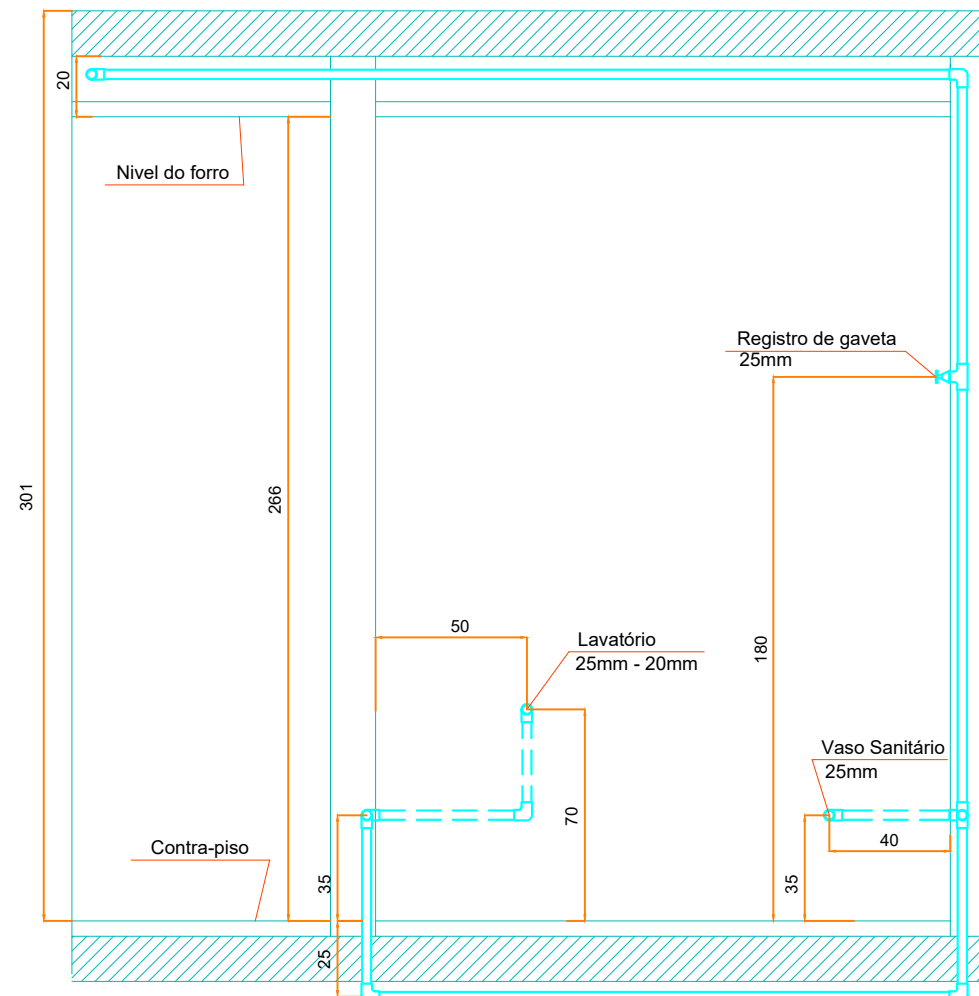 20
Nivel do forro
Registro de gaveta
25mm
301
266
50
Lavatório
25mm - 20mm
180
Vaso Sanitário
25mm
70
40
Contra-piso
35
35
25